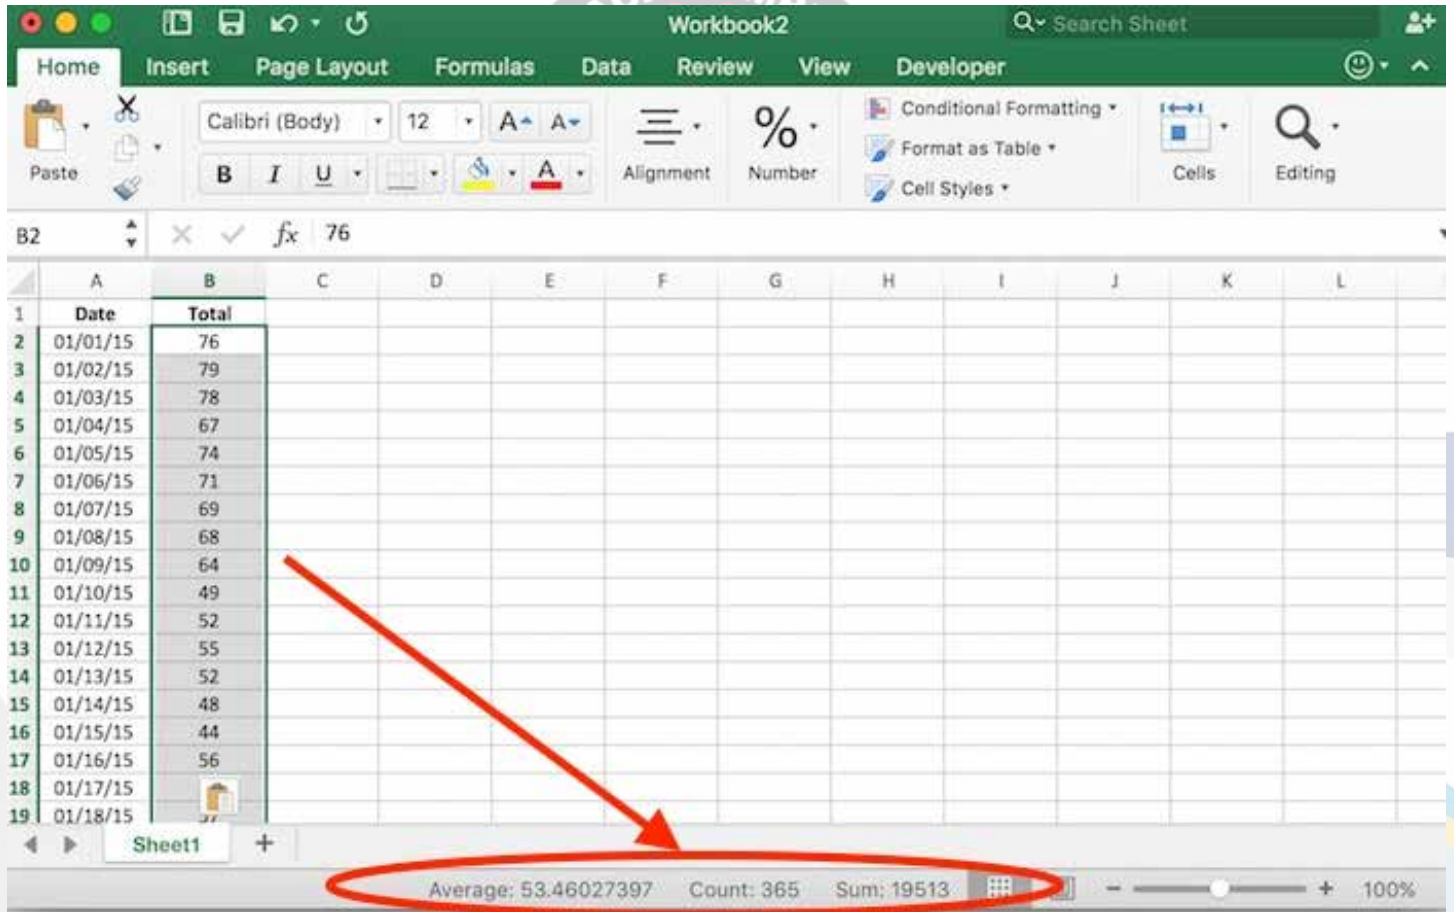 Workbook2
Search Sheet
Home Insert Page Layout Formulas Data Review View Developer
Calibri (Body) 12 A A
Conditional Formatting
% 
Format as Table
Paste B I U A Alignment Number Cells Editing
Cell Styles
B2 fx 76
A B C D E F G H I J K L
1 Date Total
2 01/01/15 76
3 01/02/15 79
4 01/03/15 78
5 01/04/15 67
6 01/05/15 74
7 01/06/15 71
8 01/07/15 69
9 01/08/15 68
10 01/09/15 64
11 01/10/15 49
12 01/11/15 52
13 01/12/15 55
14 01/13/15 52
15 01/14/15 48
16 01/15/15 44
17 01/16/15 56
18 01/17/15
19 01/18/15
Sheet1 +
Average: 53.46027397 Count: 365 Sum: 19513 - + 100%